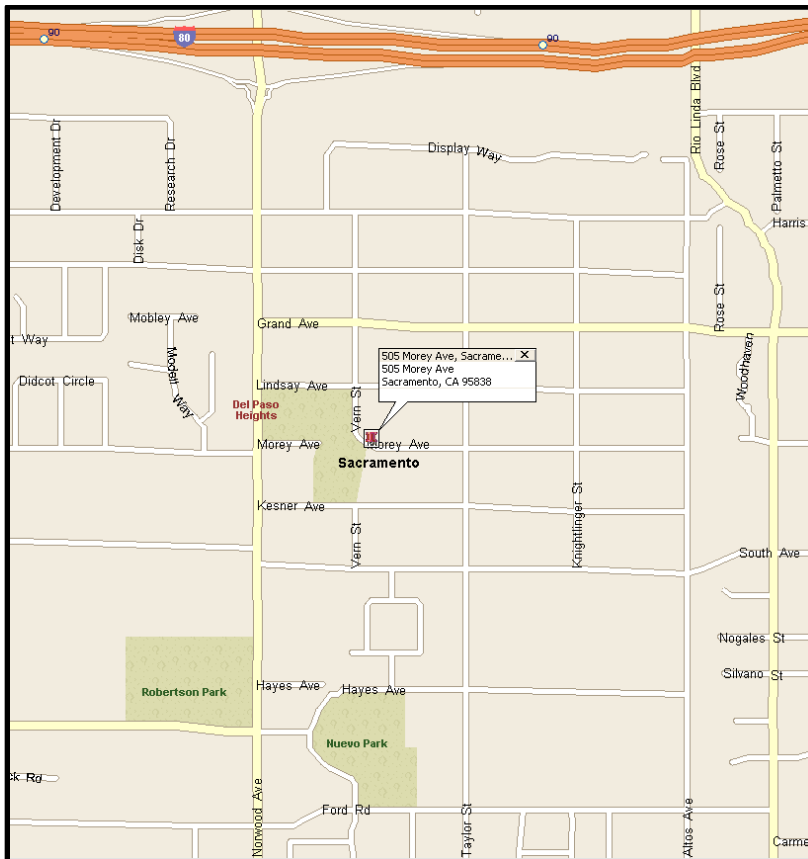 90
80
90
Rio Linda Blvd
Development Dr
Research Dr
Display Way
Rose St
Palmetto St
Disk Dr
Harris
Mobley Ave
Grand Ave
Rose St
t Way
Modell Way
505 Morey Ave, Sacrame...
505 Morey Ave
Sacramento, CA 95838
Didcot Circle
Lindsay Ave
Vern St
Woodhaven
Del Paso
Heights
Morey Ave
Morey Ave
Sacramento
Kesner Ave
Vern St
Knightlinger St
South Ave
Nogales St
Silvano St
Robertson Park
Hayes Ave
Hayes Ave
Nuevo Park
ck Rd
Norwood Ave
Ford Rd
Taylor St
Altos Ave
Carme